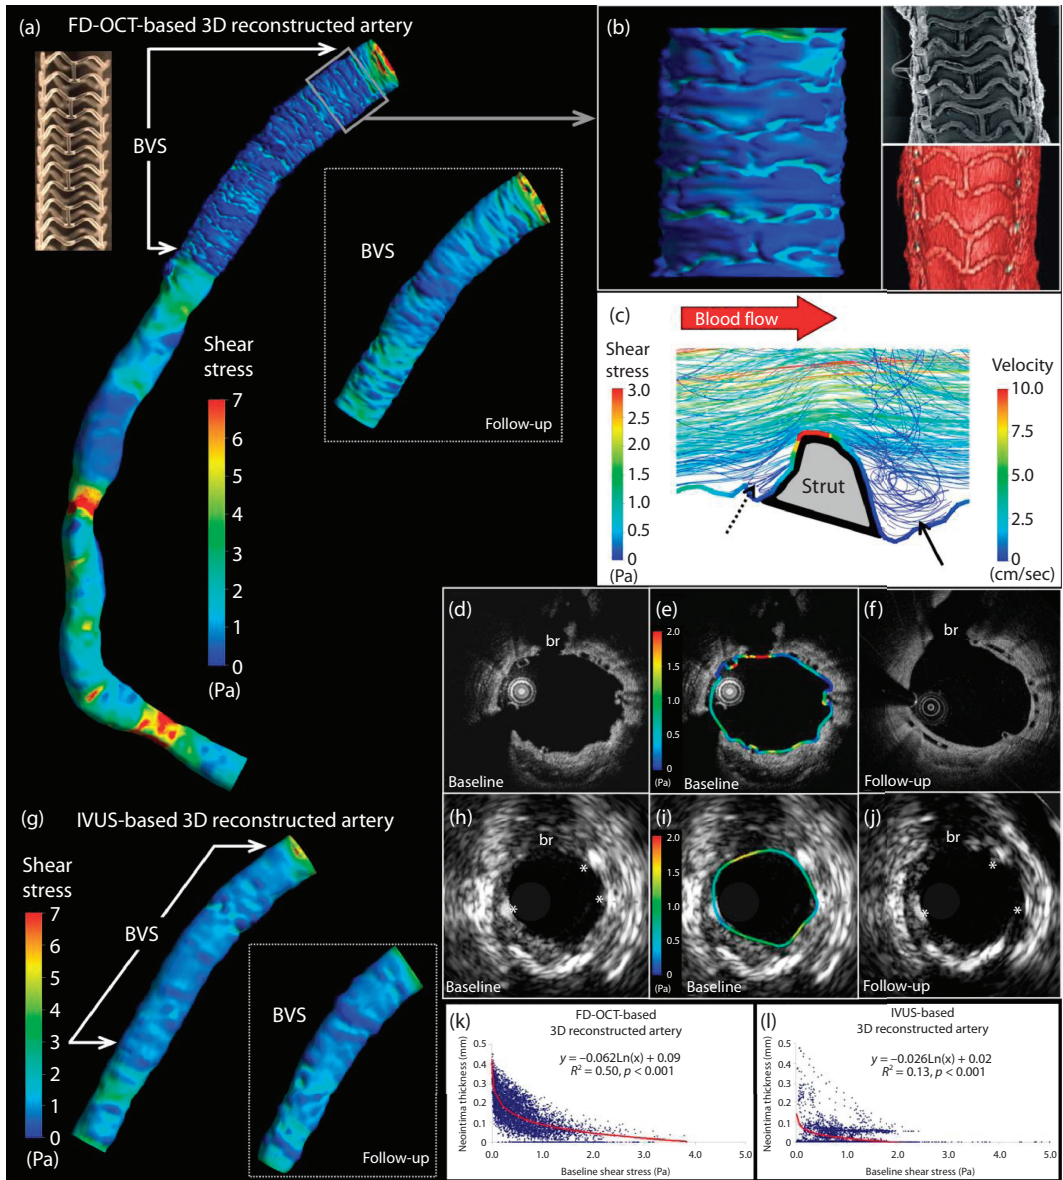 (a) FD-OCT-based 3D reconstructed artery
BVS
BVS
Follow-up
Shear
stress
7
6
5
4
3
2
1
0
(Pa)
(b)
(c)
Blood flow
Shear
stress
3.0
2.5
2.0
1.5
1.0
0.5
0
(Pa)
Strut
Velocity
10.0
7.5
5.0
2.5
0
(cm/sec)
(d)
br
Baseline
(e)
2.0
1.5
1.0
0.5
0
(Pa)
Baseline
(f)
br
Follow-up
(g)
IVUS-based 3D reconstructed artery
Shear
stress
7
6
5
4
3
2
1
0
(Pa)
BVS
BVS
Follow-up
(h)
br
*
*
*
Baseline
(i)
2.0
1.5
1.0
0.5
0
(Pa)
Baseline
(j)
br
*
*
*
Follow-up
(k)
FD-OCT-based
3D reconstructed artery
y = −0.062Ln(x) + 0.09
R² = 0.50, p < 0.001
Neointima thickness (mm)
0.5
0.4
0.3
0.2
0.1
0
0.0 1.0 2.0 3.0 4.0 5.0
Baseline shear stress (Pa)
(l)
IVUS-based
3D reconstructed artery
y = −0.026Ln(x) + 0.02
R² = 0.13, p < 0.001
Neointima thickness (mm)
0.5
0.4
0.3
0.2
0.1
0
0.0 1.0 2.0 3.0 4.0 5.0
Baseline shear stress (Pa)